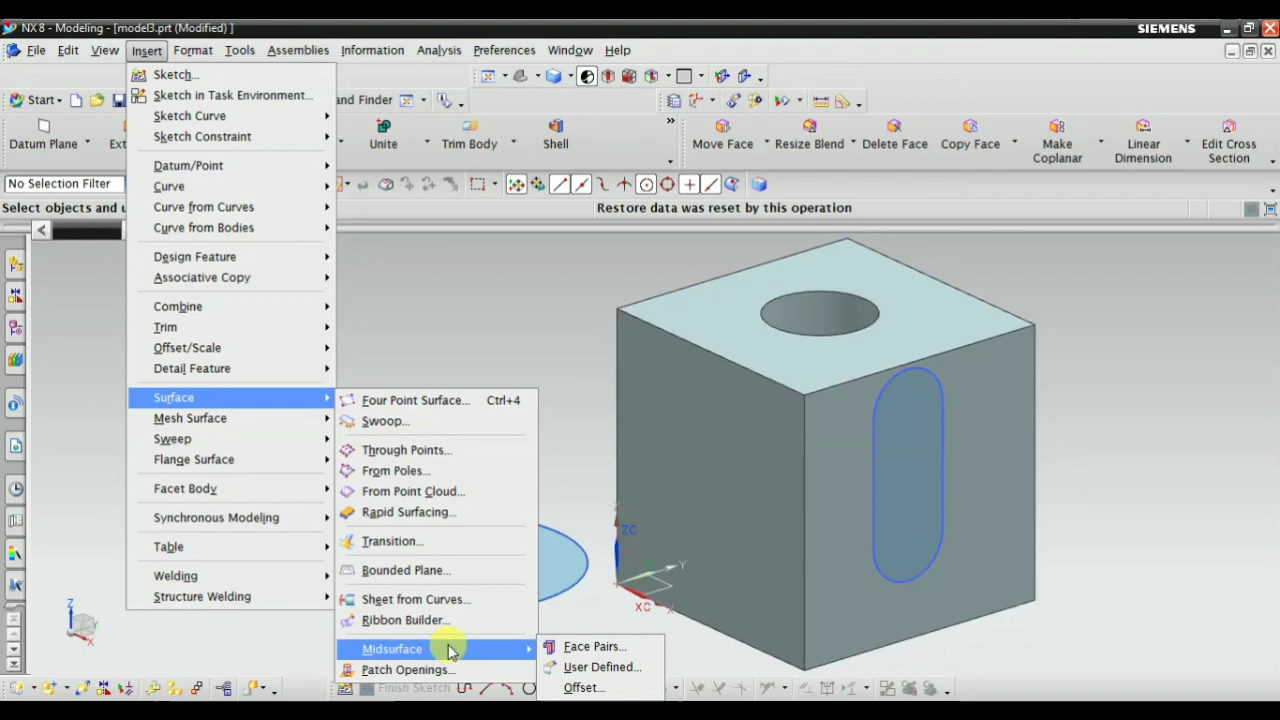 NX 8 - Modeling - [model3.prt (Modified) ]
SIEMENS
File Edit View Insert Format Tools Assemblies Information Analysis Preferences Window Help
Start
and Finder
Datum Plane
Ext
Unite
Trim Body
Shell
Move Face
Resize Blend
Delete Face
Copy Face
Make Coplanar
Linear Dimension
Edit Cross Section
No Selection Filter
Select objects and u
Restore data was reset by this operation
Sketch...
Sketch in Task Environment...
Sketch Curve
Sketch Constraint
Datum/Point
Curve
Curve from Curves
Curve from Bodies
Design Feature
Associative Copy
Combine
Trim
Offset/Scale
Detail Feature
Surface
Mesh Surface
Sweep
Flange Surface
Facet Body
Synchronous Modeling
Table
Welding
Structure Welding
Four Point Surface... Ctrl+4
Swoop...
Through Points...
From Poles...
From Point Cloud...
Rapid Surfacing...
Transition...
Bounded Plane...
Sheet from Curves...
Ribbon Builder...
Midsurface
Patch Openings...
Face Pairs...
User Defined...
Offset...
Finish Sketch
ZC
Y
XC
X
Z
X